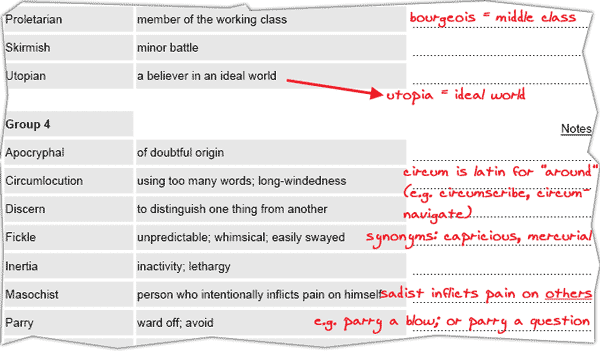 Proletarian member of the working class bourgeois = middle class
Skirmish minor battle
Utopian a believer in an ideal world
utopia = ideal world
Group 4
Notes
Apocryphal of doubtful origin
circum is latin for "around"
Circumlocution using too many words; long-windedness
(e.g. circumscribe, circum-
Discern to distinguish one thing from another
navigate)
Fickle unpredictable; whimsical; easily swayed synonyms: capricious, mercurial
Inertia inactivity; lethargy
Masochist person who intentionally inflicts pain on himself sadist inflicts pain on others
Parry ward off; avoid e.g. parry a blow; or parry a question